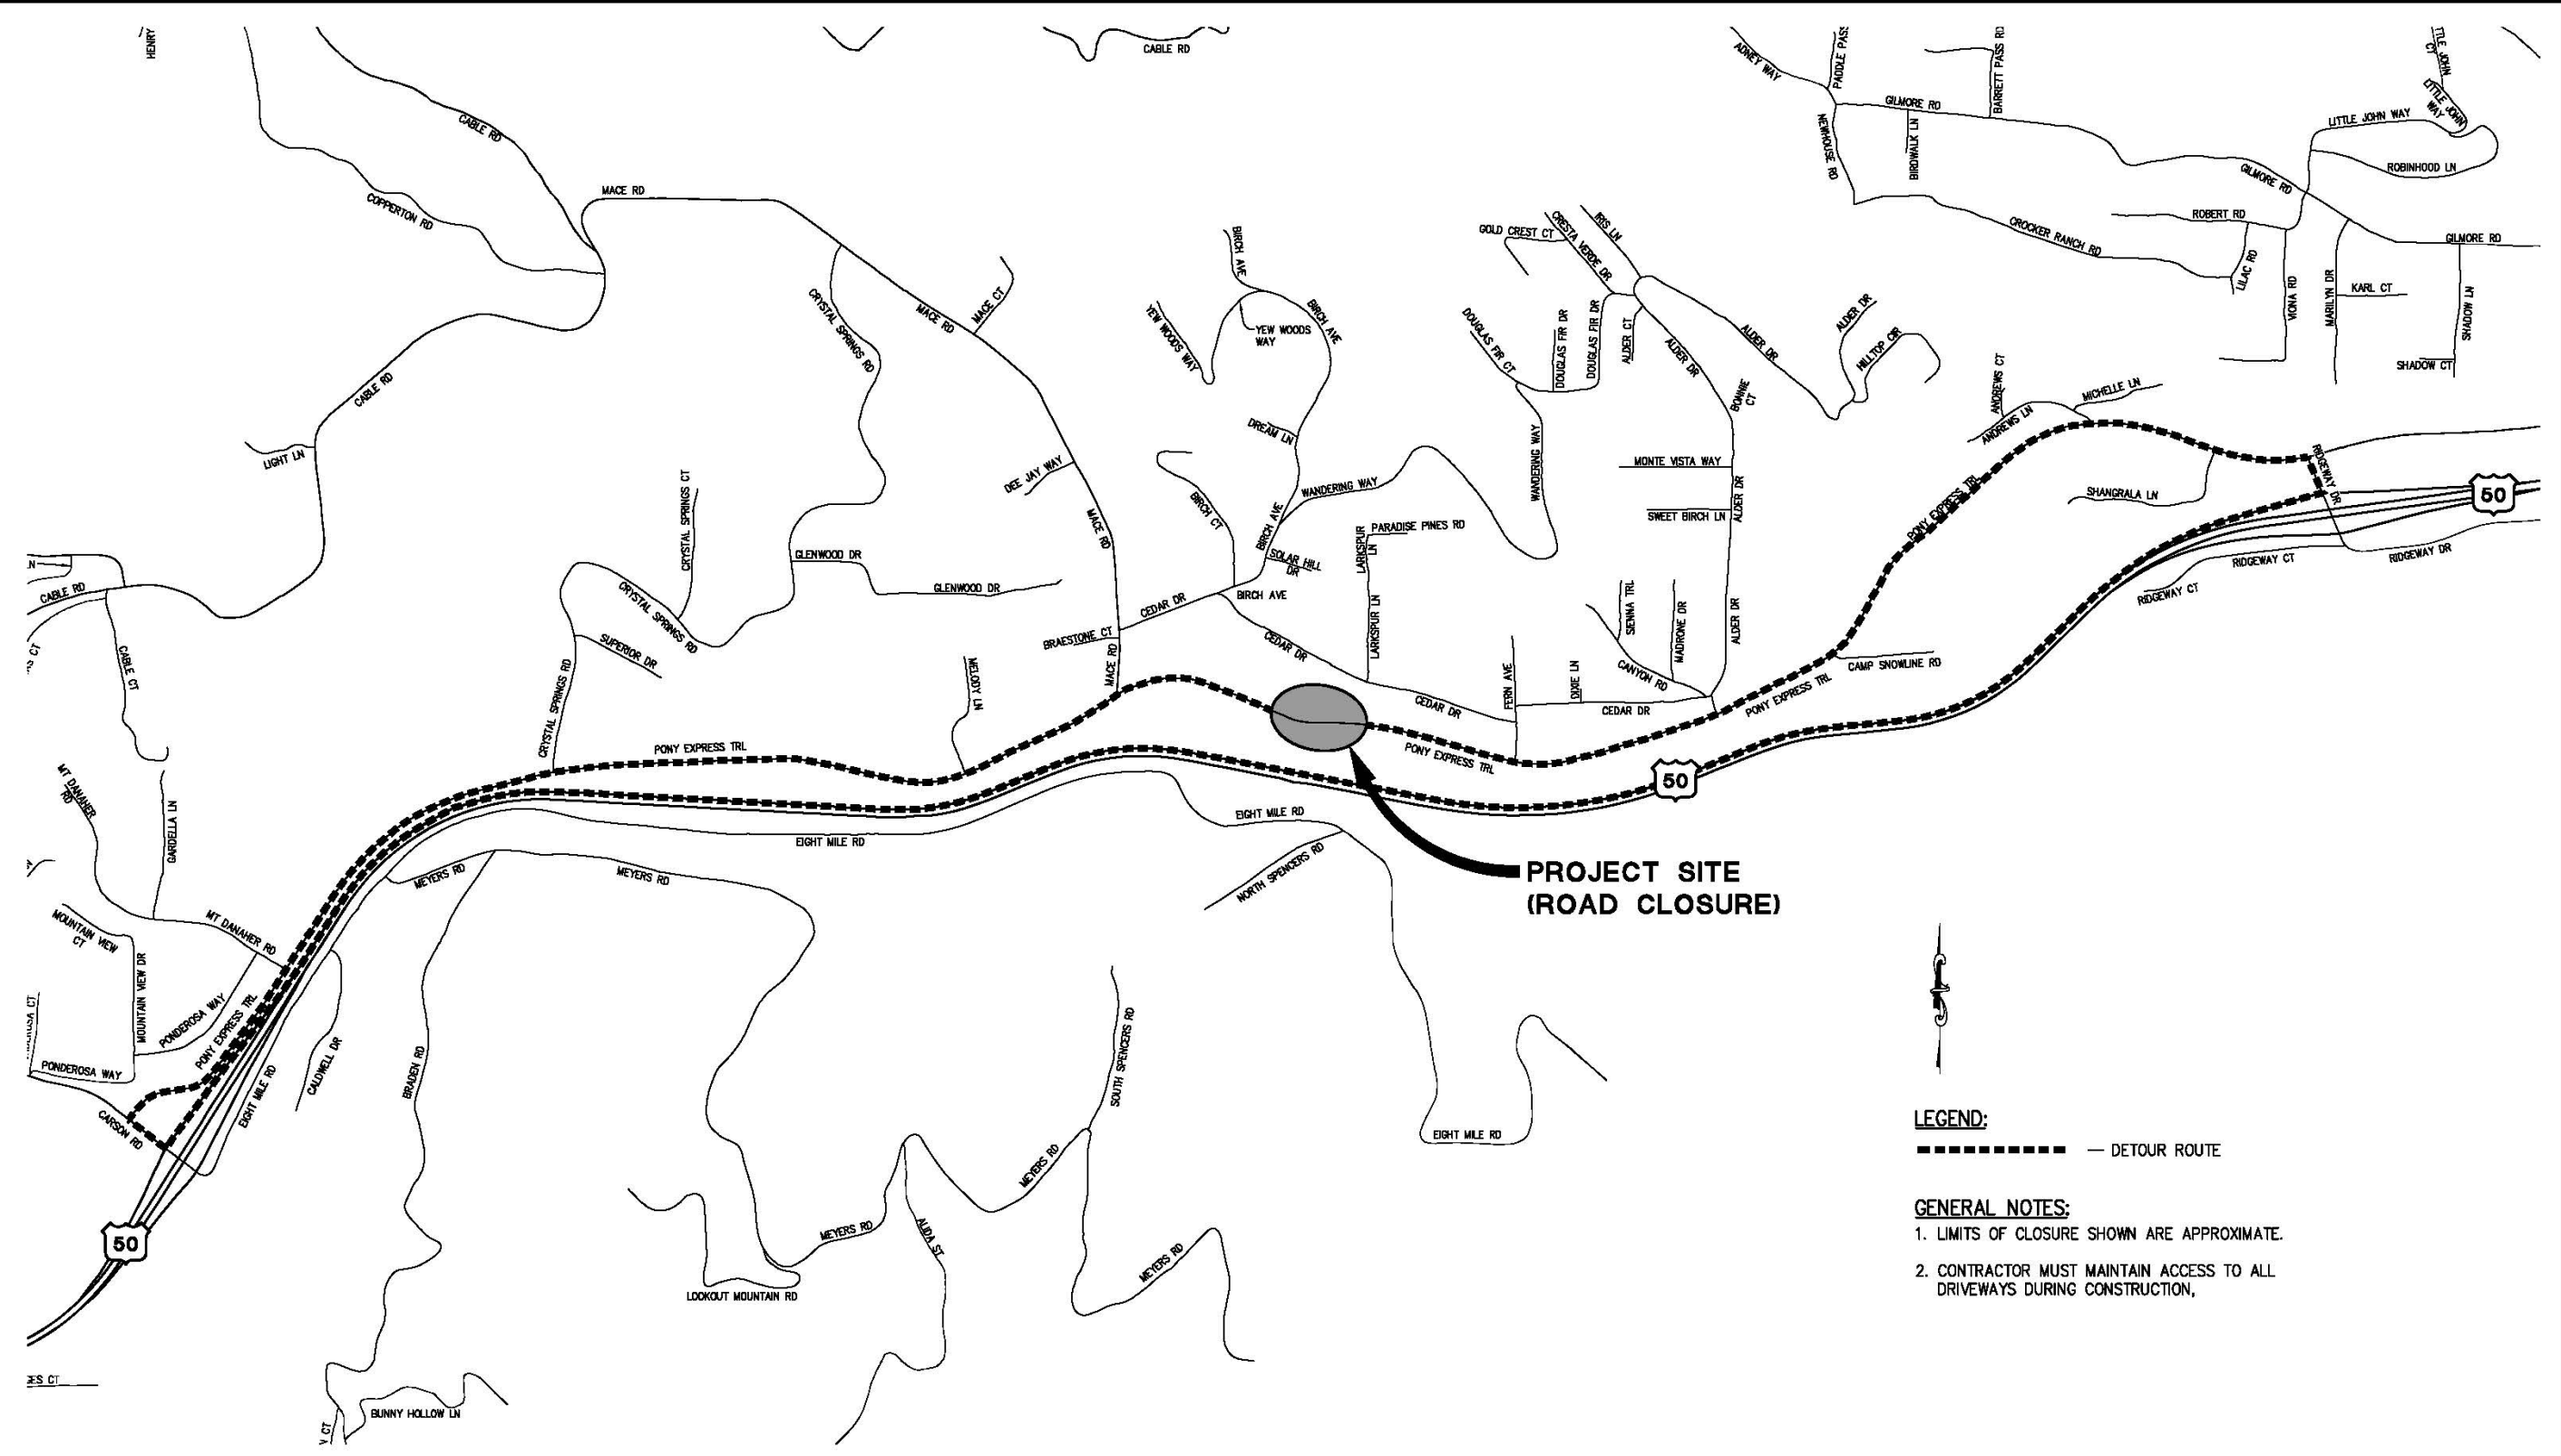 HENRY
CABLE RD
ADNEY WAY
PADDLE PASS
BARRETT PASS RD
GILMORE RD
NEWHOUSE RD
BIRDWALK LN
LITTLE JOHN WAY
LITTLE JOHN
WAY
ROBINHOOD LN
GILMORE RD
CABLE RD
COPPERTON RD
MACE RD
ROBERT RD
CROCKER RANCH RD
GILMORE RD
LILAC RD
VIONA RD
MARILYN DR
KARL CT
SHADOW LN
SHADOW CT
BIRCH AVE
GOLD CREST CT
CRESTA VERDE DR
IRIS LN
CRYSTAL SPRINGS RD
MACE RD
MACE CT
YEW WOODS WAY
YEW WOODS
WAY
BIRCH AVE
DOUGLAS FIR CT
DOUGLAS FIR DR
DOUGLAS FIR DR
ALDER CT
ALDER DR
ALDER DR
ALDER DR
HILLTOP CIR
BONNIE
CT
ANDREWS CT
ANDREWS LN
MICHELLE LN
CABLE RD
LIGHT LN
DREAM LN
DEE JAY WAY
WANDERING WAY
WANDERING WAY
MONTE VISTA WAY
SWEET BIRCH LN
ALDER DR
PONY EXPRESS TRL
SHANGRALA LN
RIDGEWAY DR
50
CRYSTAL SPRINGS CT
MACE RD
BIRCH CT
BIRCH AVE
SOLAR HILL
DR
LARKSPUR
LN
PARADISE PINES RD
GLENWOOD DR
GLENWOOD DR
RIDGEWAY CT
RIDGEWAY DR
RIDGEWAY CT
CABLE RD
CRYSTAL SPRINGS RD
SUPERIOR DR
CEDAR DR
BIRCH AVE
BRAESTONE CT
MACE RD
CEDAR DR
LARKSPUR LN
SIENNA TRL
MADRONE DR
ALDER DR
CABLE CT
CRYSTAL SPRINGS RD
MELODY LN
CEDAR DR
FERN AVE
DIXIE LN
CANYON RD
CEDAR DR
CAMP SNOWLINE RD
PONY EXPRESS TRL
PONY EXPRESS TRL
PONY EXPRESS TRL
50
MT DANAHER
RD
GARDELLA LN
EIGHT MILE RD
EIGHT MILE RD
NORTH SPENCERS RD
MEYERS RD
MEYERS RD
PROJECT SITE
(ROAD CLOSURE)
MOUNTAIN VIEW
CT
MT DANAHER RD
MOUNTAIN VIEW DR
PONDEROSA WAY
PONY EXPRESS TRL
PONDEROSA WAY
CARSON RD
EIGHT MILE RD
CALDWELL DR
BRADEN RD
SOUTH SPENCERS RD
EIGHT MILE RD
50
MEYERS RD
MEYERS RD
ALIDA ST
MEYERS RD
LOOKOUT MOUNTAIN RD
BUNNY HOLLOW LN
LEGEND:
— DETOUR ROUTE
GENERAL NOTES:
1. LIMITS OF CLOSURE SHOWN ARE APPROXIMATE.
2. CONTRACTOR MUST MAINTAIN ACCESS TO ALL
DRIVEWAYS DURING CONSTRUCTION,